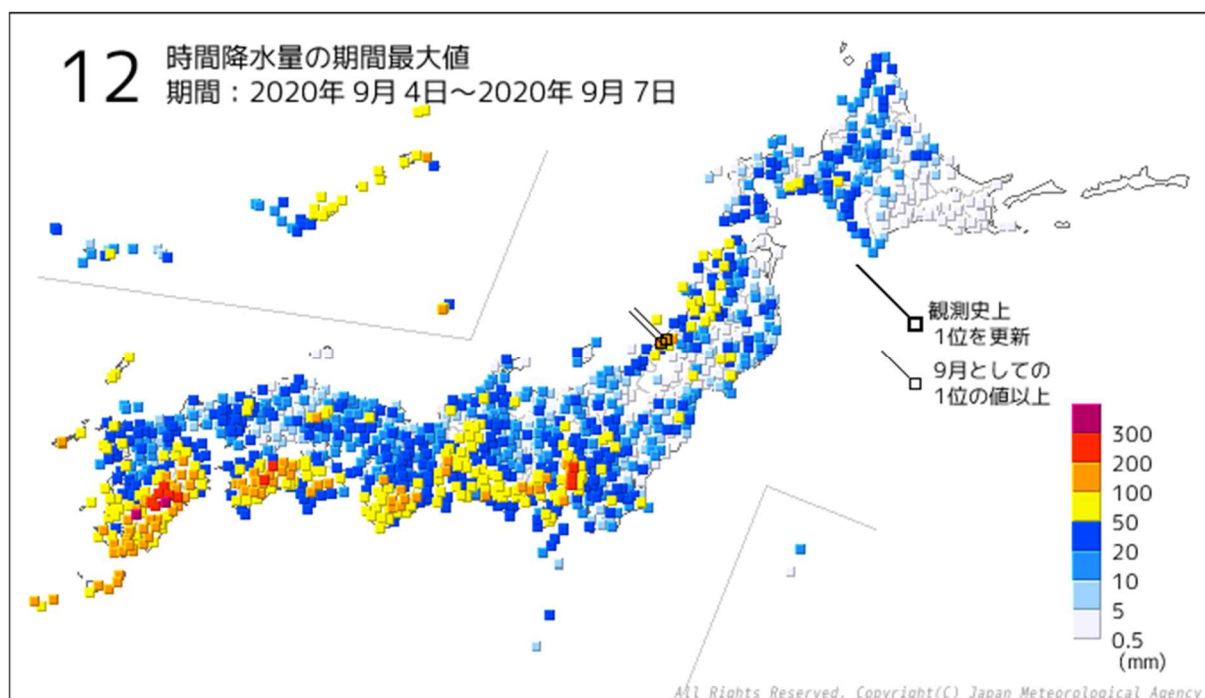 12
時間降水量の期間最大値
期間：2020年 9月 4日～2020年 9月 7日
観測史上
1位を更新
9月としての
1位の値以上
300
200
100
50
20
10
5
0.5
(mm)
All Rights Reserved. Copyright(C) Japan Meteorological Agency